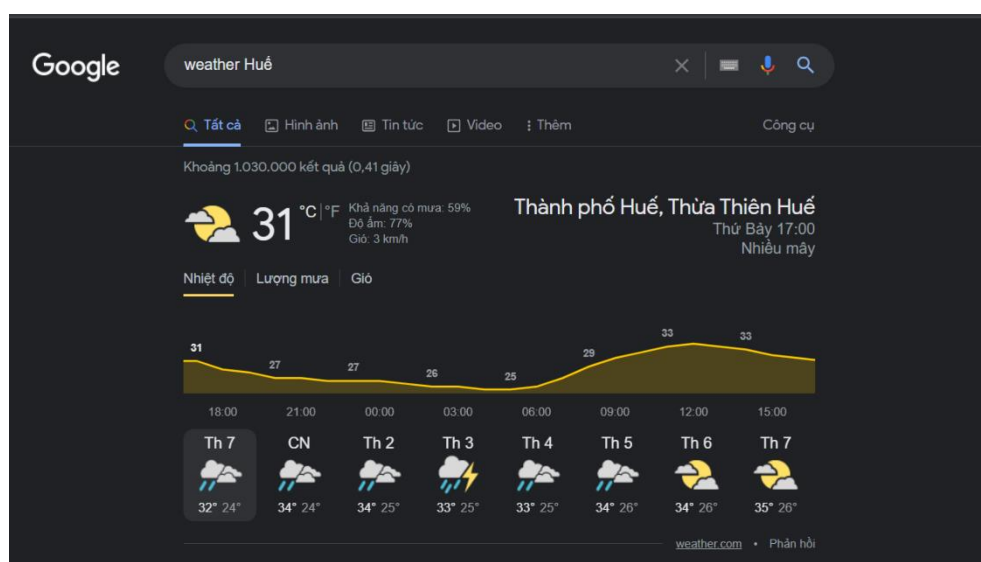 Google
weather Huế
Tất cả Hình ảnh Tin tức Video Thêm Công cụ
Khoảng 1.030.000 kết quả (0,41 giây)
31 °C | °F
Khả năng có mưa: 59%
Độ ẩm: 77%
Gió: 3 km/h
Thành phố Huế, Thừa Thiên Huế
Thứ Bảy 17:00
Nhiều mây
Nhiệt độ Lượng mưa Gió
31 27 27 26 25 29 33 33
18:00 21:00 00:00 03:00 06:00 09:00 12:00 15:00
Th 7 CN Th 2 Th 3 Th 4 Th 5 Th 6 Th 7
32° 24° 34° 24° 34° 25° 33° 25° 33° 25° 34° 26° 34° 26° 35° 26°
weather.com • Phản hồi